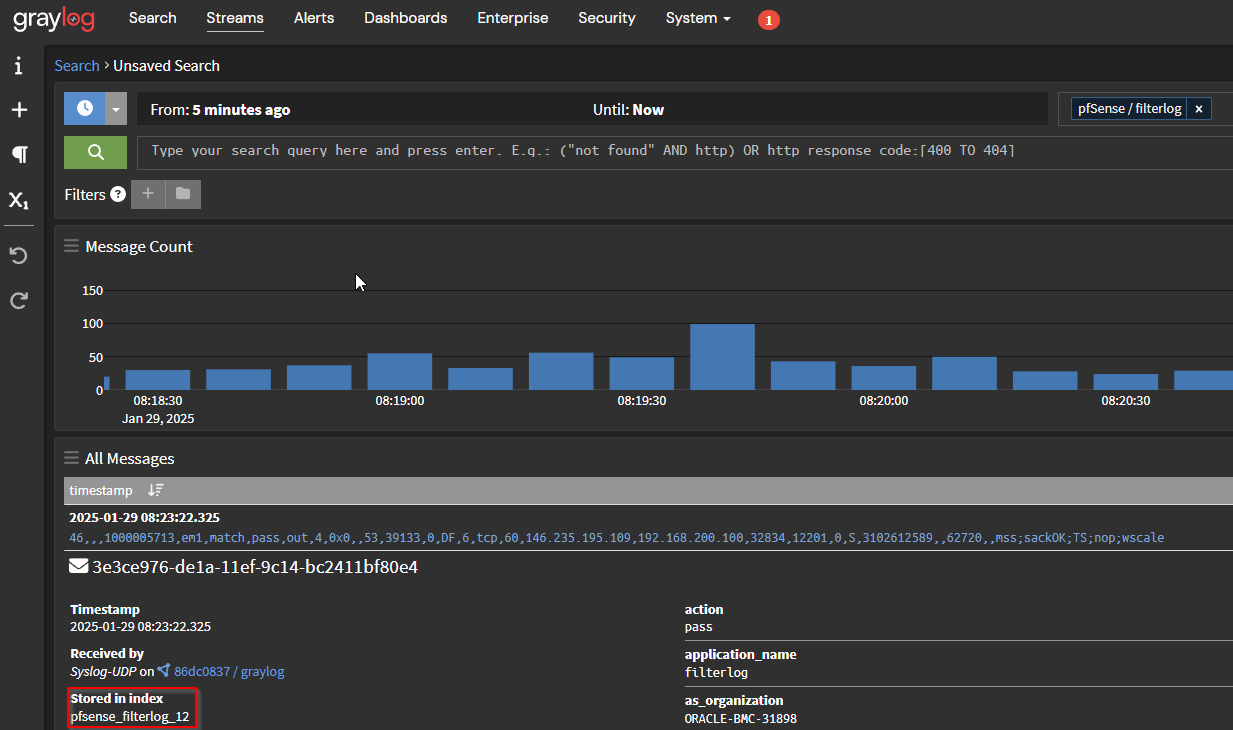 graylog Search Streams Alerts Dashboards Enterprise Security System 1
Search › Unsaved Search
From: 5 minutes ago Until: Now pfSense / filterlog ×
Type your search query here and press enter. E.g.: ("not found" AND http) OR http_response_code:[400 TO 404]
Filters ?
Message Count
150
100
50
0
08:18:30 08:19:00 08:19:30 08:20:00 08:20:30
Jan 29, 2025
All Messages
timestamp
2025-01-29 08:23:22.325
46,,,1000005713,em1,match,pass,out,4,0x0,,53,39133,0,DF,6,tcp,60,146.235.195.109,192.168.200.100,32834,12201,0,S,3102612589,,62720,,mss;sackOK;TS;nop;wscale
3e3ce976-de1a-11ef-9c14-bc2411bf80e4
Timestamp
2025-01-29 08:23:22.325
Received by
Syslog-UDP on 86dc0837 / graylog
Stored in index
pfsense_filterlog_12
action
pass
application_name
filterlog
as_organization
ORACLE-BMC-31898